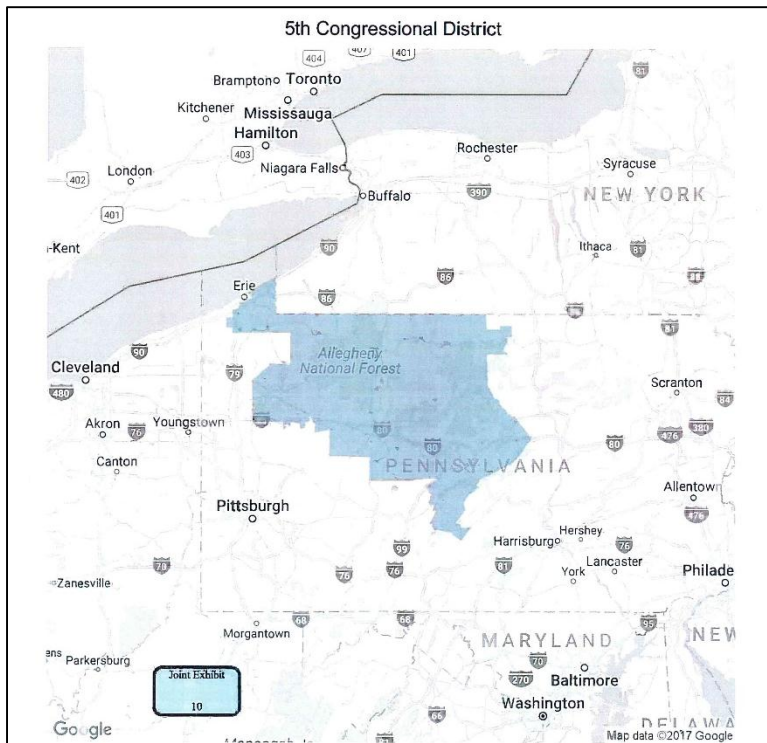 5th Congressional District
404
407
401
Brampton
Toronto
81
Kitchener
Mississauga
Hamilton
403
Rochester
Syracuse
London
402
Niagara Falls
390
NEW YORK
401
Buffalo
-Kent
90
Ithaca
81
86
Erie
86
81
90
Allegheny
National Forest
Cleveland
79
Scranton
480
84
Akron
76
Youngstown
80
80
80
476
380
Canton
PENNSYLVANIA
Allentown
476
Pittsburgh
Harrisburg
Hershey
76
99
Zanesville
76
76
81
York
Lancaster
Philade
68
68
95
Morgantown
MARYLAND
NEW
Parkersburg
70
Joint Exhibit
10
270
Baltimore
Washington
66
Google
DELAWA
Map data ©2017 Google